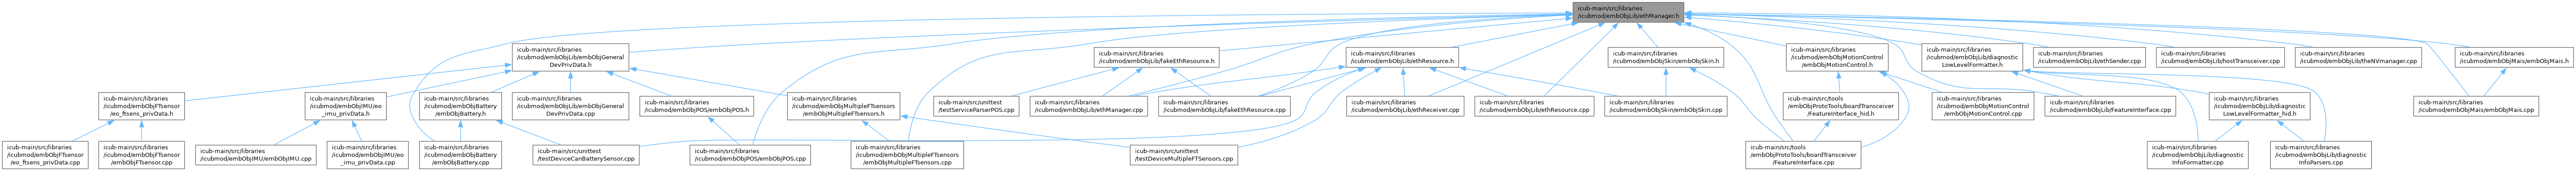 icub-main/src/libraries
/icubmod/embObjLib/ethManager.h
icub-main/src/libraries
/icubmod/embObjLib/embObjGeneral
DevPrivData.h
icub-main/src/libraries
/icubmod/embObjLib/fakeEthResource.h
icub-main/src/libraries
/icubmod/embObjLib/ethResource.h
icub-main/src/libraries
/icubmod/embObjSkin/embObjSkin.h
icub-main/src/libraries
/icubmod/embObjMotionControl
/embObjMotionControl.h
icub-main/src/libraries
/icubmod/embObjLib/diagnostic
LowLevelFormatter.h
icub-main/src/libraries
/icubmod/embObjLib/ethSender.cpp
icub-main/src/libraries
/icubmod/embObjLib/hostTransceiver.cpp
icub-main/src/libraries
/icubmod/embObjLib/theNVmanager.cpp
icub-main/src/libraries
/icubmod/embObjMais/embObjMais.h
icub-main/src/libraries
/icubmod/embObjFTsensor
/eo_ftsens_privData.h
icub-main/src/libraries
/icubmod/embObjIMU/eo
_imu_privData.h
icub-main/src/libraries
/icubmod/embObjBattery
/embObjBattery.h
icub-main/src/libraries
/icubmod/embObjLib/embObjGeneral
DevPrivData.cpp
icub-main/src/libraries
/icubmod/embObjPOS/embObjPOS.h
icub-main/src/libraries
/icubmod/embObjMultipleFTsensors
/embObjMultipleFTsensors.h
icub-main/src/unittest
/testServiceParserPOS.cpp
icub-main/src/libraries
/icubmod/embObjLib/ethManager.cpp
icub-main/src/libraries
/icubmod/embObjLib/fakeEthResource.cpp
icub-main/src/libraries
/icubmod/embObjLib/ethReceiver.cpp
icub-main/src/libraries
/icubmod/embObjLib/ethResource.cpp
icub-main/src/libraries
/icubmod/embObjSkin/embObjSkin.cpp
icub-main/src/tools
/embObjProtoTools/boardTransceiver
/FeatureInterface_hid.h
icub-main/src/libraries
/icubmod/embObjMotionControl
/embObjMotionControl.cpp
icub-main/src/libraries
/icubmod/embObjLib/FeatureInterface.cpp
icub-main/src/libraries
/icubmod/embObjLib/diagnostic
LowLevelFormatter_hid.h
icub-main/src/libraries
/icubmod/embObjMais/embObjMais.cpp
icub-main/src/libraries
/icubmod/embObjFTsensor
/eo_ftsens_privData.cpp
icub-main/src/libraries
/icubmod/embObjFTsensor
/embObjFTsensor.cpp
icub-main/src/libraries
/icubmod/embObjIMU/embObjIMU.cpp
icub-main/src/libraries
/icubmod/embObjIMU/eo
_imu_privData.cpp
icub-main/src/libraries
/icubmod/embObjBattery
/embObjBattery.cpp
icub-main/src/unittest
/testDeviceCanBatterySensor.cpp
icub-main/src/libraries
/icubmod/embObjPOS/embObjPOS.cpp
icub-main/src/libraries
/icubmod/embObjMultipleFTsensors
/embObjMultipleFTsensors.cpp
icub-main/src/unittest
/testDeviceMultipleFTSensors.cpp
icub-main/src/tools
/embObjProtoTools/boardTransceiver
/FeatureInterface.cpp
icub-main/src/libraries
/icubmod/embObjLib/diagnostic
InfoFormatter.cpp
icub-main/src/libraries
/icubmod/embObjLib/diagnostic
InfoParsers.cpp